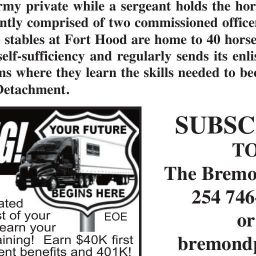 my private while a sergeant holds the hor
ntly comprised of two commissioned office
stables at Fort Hood are home to 40 horse
self-sufficiency and regularly sends its enlis
ns where they learn the skills needed to be
Detachment.
G!
YOUR FUTURE
BEGINS HERE
EOE
ated
st of your
earn your
aining! Earn $40K first
ent benefits and 401K!
SUBSC
TO
The Bremo
254 746-
or
bremondp